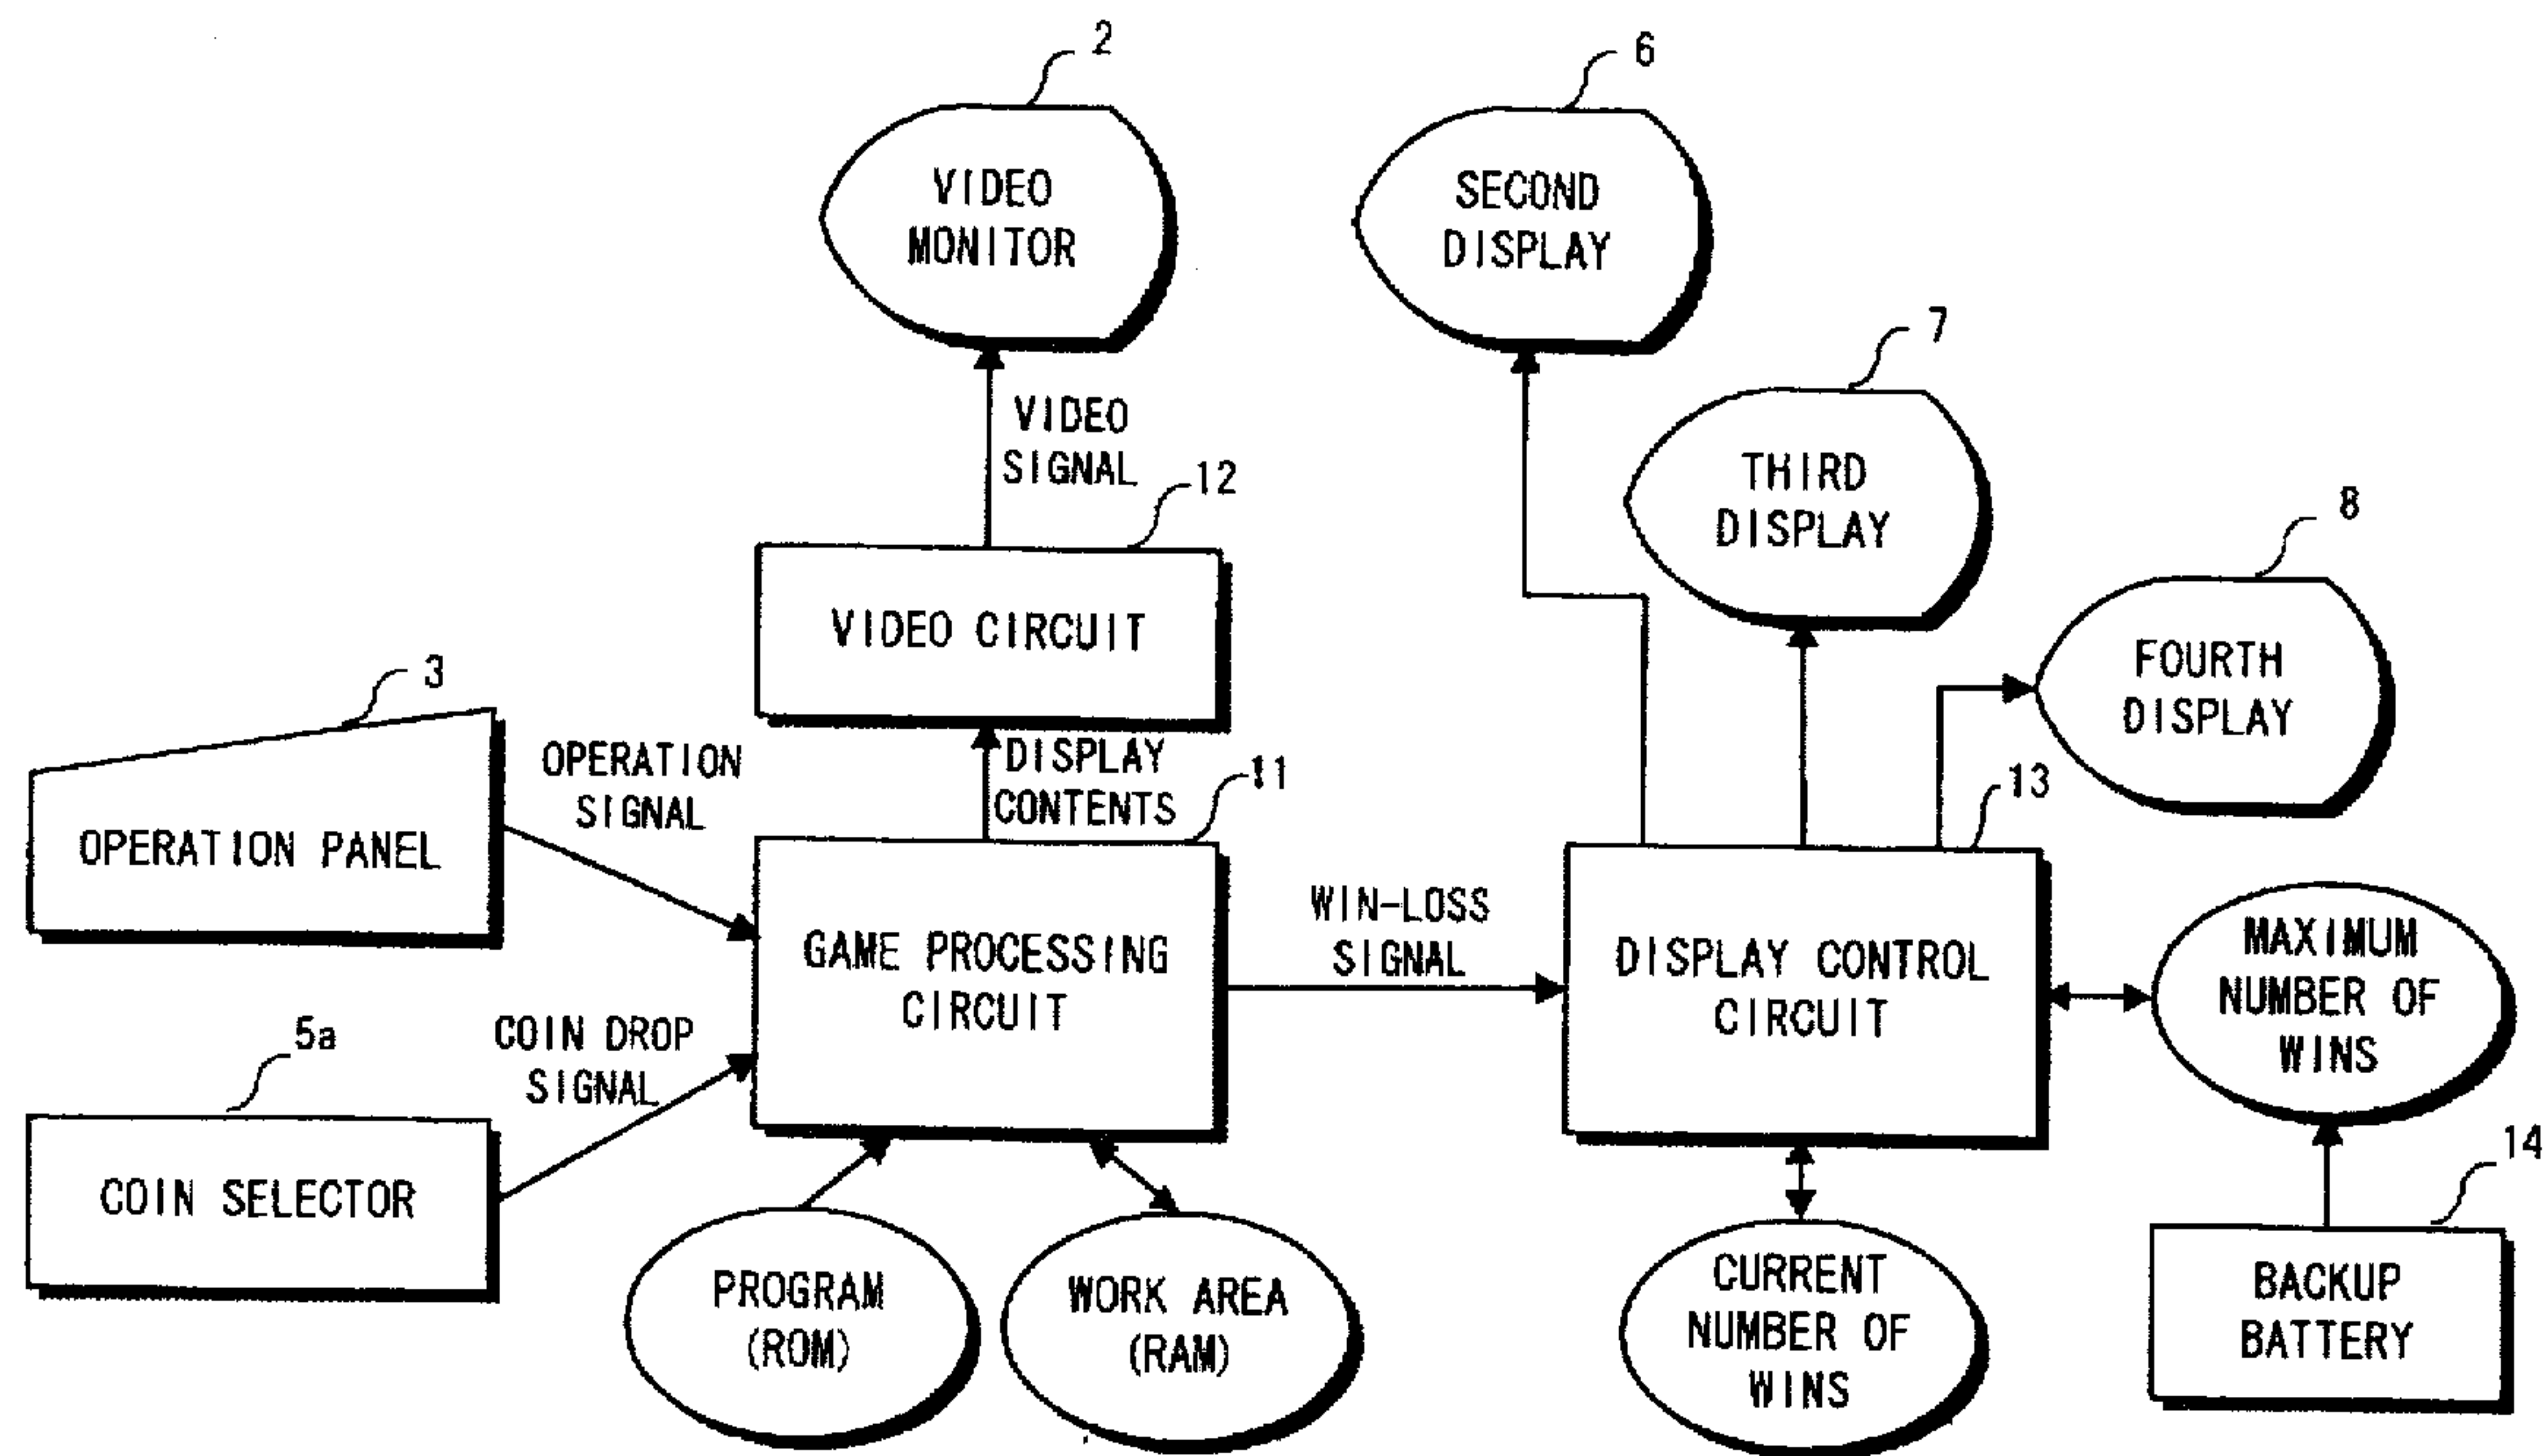 2
6
VIDEO
MONITOR
SECOND
DISPLAY
7
VIDEO
SIGNAL
THIRD
DISPLAY
12
8
VIDEO CIRCUIT
FOURTH
DISPLAY
3
OPERATION
SIGNAL
DISPLAY
CONTENTS
11
13
OPERATION PANEL
GAME PROCESSING
CIRCUIT
WIN-LOSS
SIGNAL
DISPLAY CONTROL
CIRCUIT
MAXIMUM
NUMBER OF
WINS
5a
COIN DROP
SIGNAL
14
COIN SELECTOR
PROGRAM
(ROM)
WORK AREA
(RAM)
CURRENT
NUMBER OF
WINS
BACKUP
BATTERY